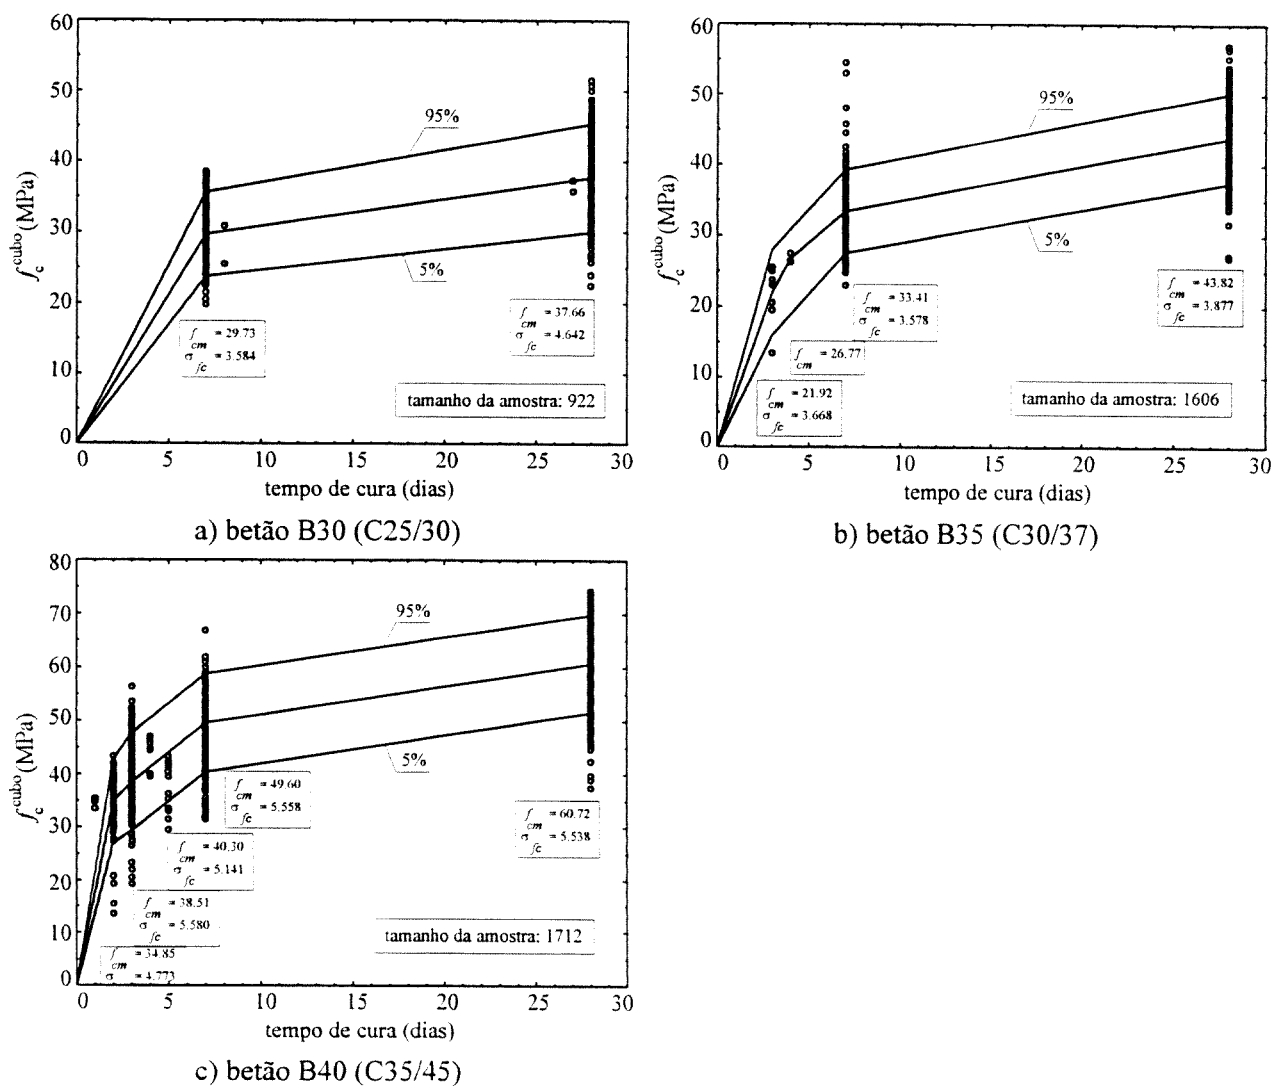 60
50
40
30
20
10
0
f_c^cubo (MPa)
95%
5%
f_cm = 29.73
σ_fc = 3.584
f_cm = 37.66
σ_fc = 4.642
tamanho da amostra: 922
0 5 10 15 20 25 30
tempo de cura (dias)
a) betão B30 (C25/30)
60
50
40
30
20
10
0
f_c^cubo (MPa)
95%
5%
f_cm = 33.41
σ_fc = 3.578
f_cm = 43.82
σ_fc = 3.877
f_cm = 26.77
f_cm = 21.92
σ_fc = 3.668
tamanho da amostra: 1606
0 5 10 15 20 25 30
tempo de cura (dias)
b) betão B35 (C30/37)
80
70
60
50
40
30
20
10
0
f_c^cubo (MPa)
95%
5%
f_cm = 49.60
σ_fc = 5.558
f_cm = 60.72
σ_fc = 5.538
f_cm = 40.30
σ_fc = 5.141
f_cm = 38.51
σ_fc = 5.580
f_cm = 34.85
σ = 4.773
tamanho da amostra: 1712
0 5 10 15 20 25 30
tempo de cura (dias)
c) betão B40 (C35/45)